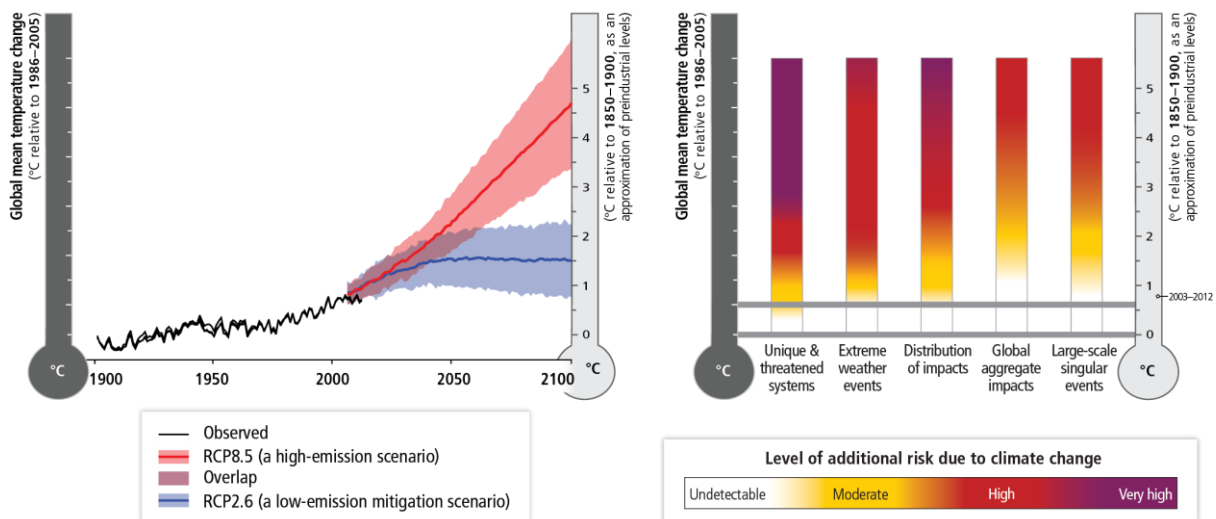 Global mean temperature change
(°C relative to 1986–2005)
°C
1900
1950
2000
2050
2100
5
4
3
2
1
0
°C
(°C relative to 1850–1900, as an
approximation of preindustrial levels)
Observed
RCP8.5 (a high-emission scenario)
Overlap
RCP2.6 (a low-emission mitigation scenario)
Global mean temperature change
(°C relative to 1986–2005)
°C
Unique &
threatened
systems
Extreme
weather
events
Distribution
of impacts
Global
aggregate
impacts
Large-scale
singular
events
5
4
3
2
1
0
2003–2012
°C
(°C relative to 1850–1900, as an
approximation of preindustrial levels)
Level of additional risk due to climate change
Undetectable Moderate High Very high